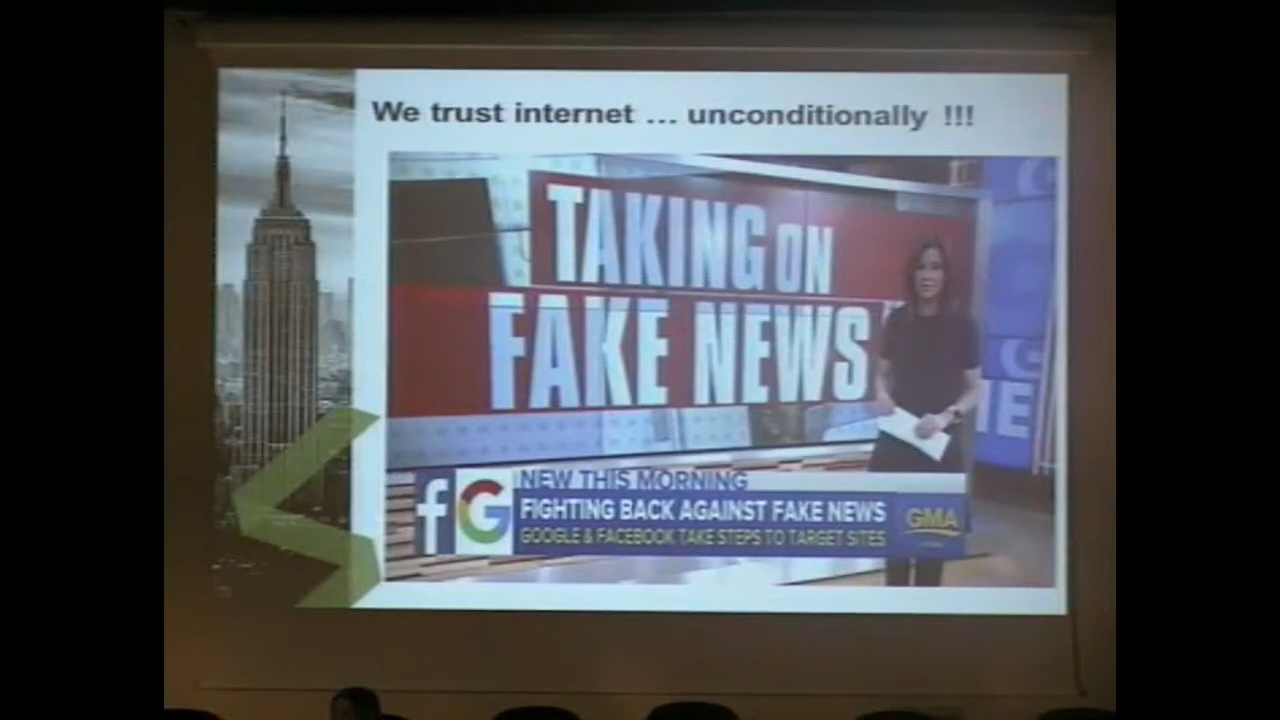 We trust internet ... unconditionally !!!
TAKING ON
FAKE NEWS
NEW THIS MORNING
FIGHTING BACK AGAINST FAKE NEWS
GOOGLE & FACEBOOK TAKE STEPS TO TARGET SITES
f G
GMA